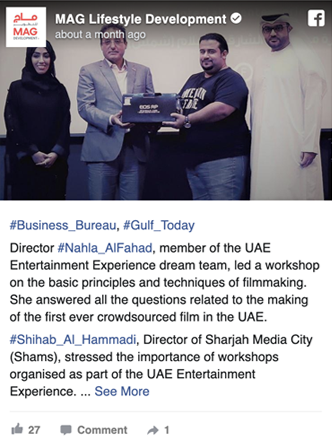 ماج
MAG
DEVELOPMENT
MAG Lifestyle Development
about a month ago
EOS RP
#Business_Bureau, #Gulf_Today
Director #Nahla_AlFahad, member of the UAE
Entertainment Experience dream team, led a workshop
on the basic principles and techniques of filmmaking.
She answered all the questions related to the making
of the first ever crowdsourced film in the UAE.
#Shihab_Al_Hammadi, Director of Sharjah Media City
(Shams), stressed the importance of workshops
organised as part of the UAE Entertainment
Experience. ... See More
27 Comment 1